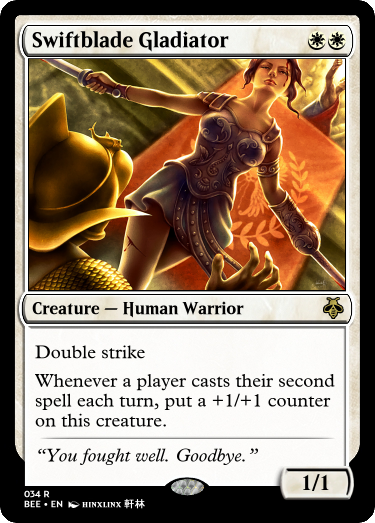 Swiftblade Gladiator
Creature — Human Warrior
Double strike
Whenever a player casts their second
spell each turn, put a +1/+1 counter
on this creature.
“You fought well. Goodbye.”
1/1
034 R
BEE • EN HINXLINX 軒林